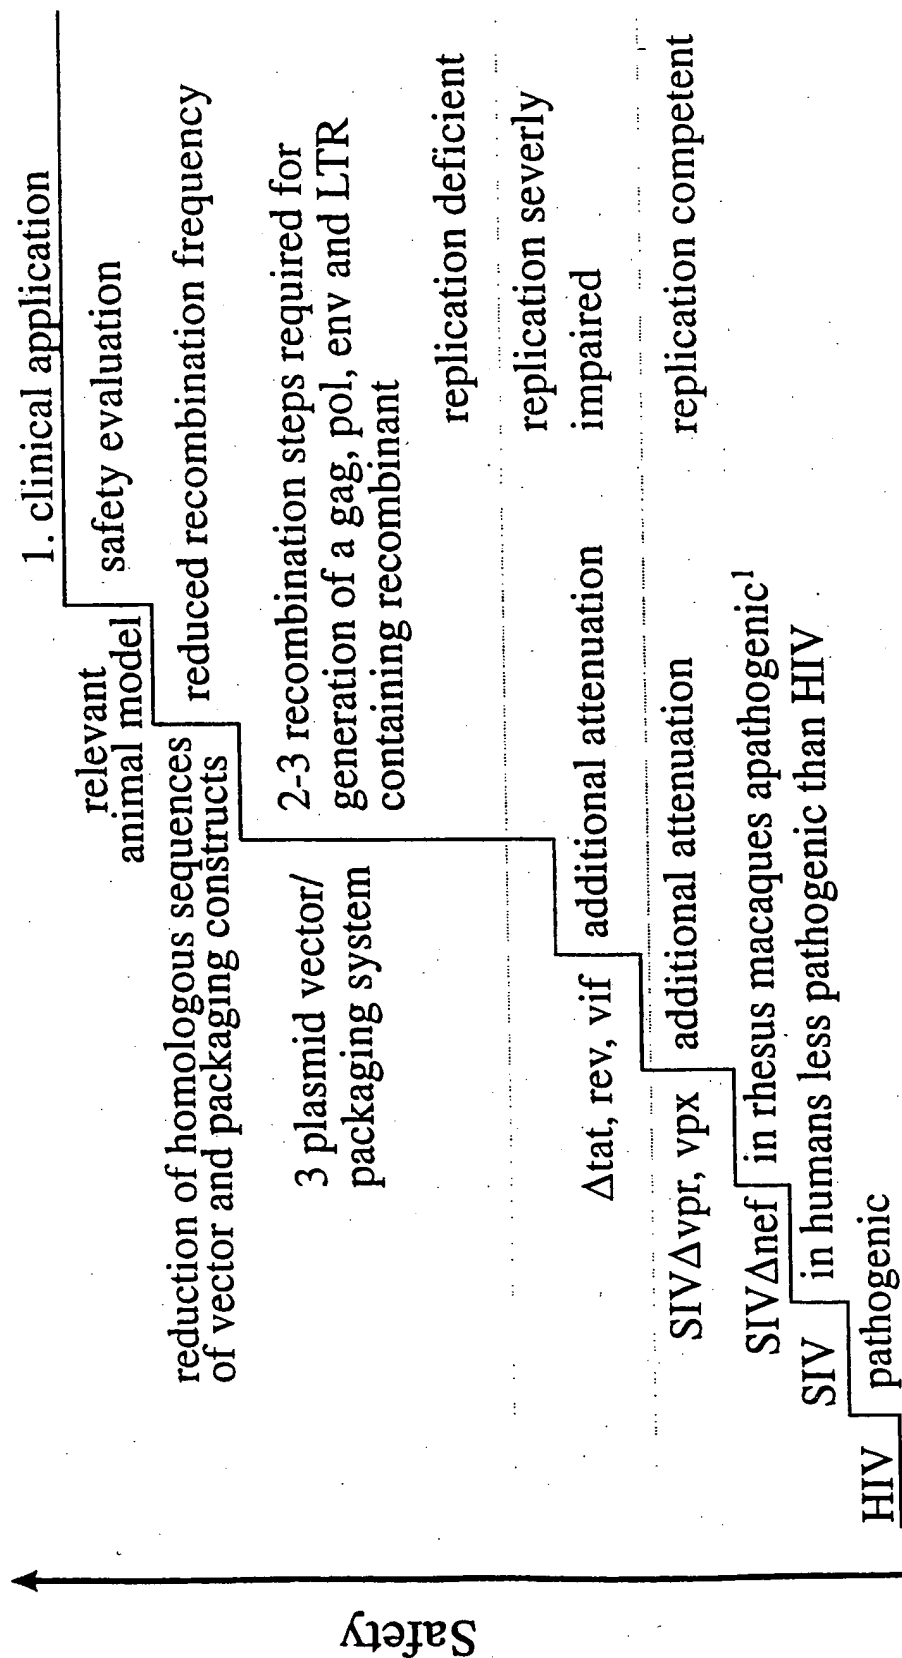 Safety
1. clinical application
relevant
animal model
safety evaluation
reduction of homologous sequences
of vector and packaging constructs
reduced recombination frequency
3 plasmid vector/
packaging system
2-3 recombination steps required for
generation of a gag, pol, env and LTR
containing recombinant
replication deficient
replication severly
impaired
Δtat, rev, vif
additional attenuation
replication competent
SIVΔvpr, vpx
additional attenuation
SIVΔnef
in rhesus macaques apathogenic¹
SIV
in humans less pathogenic than HIV
HIV
pathogenic